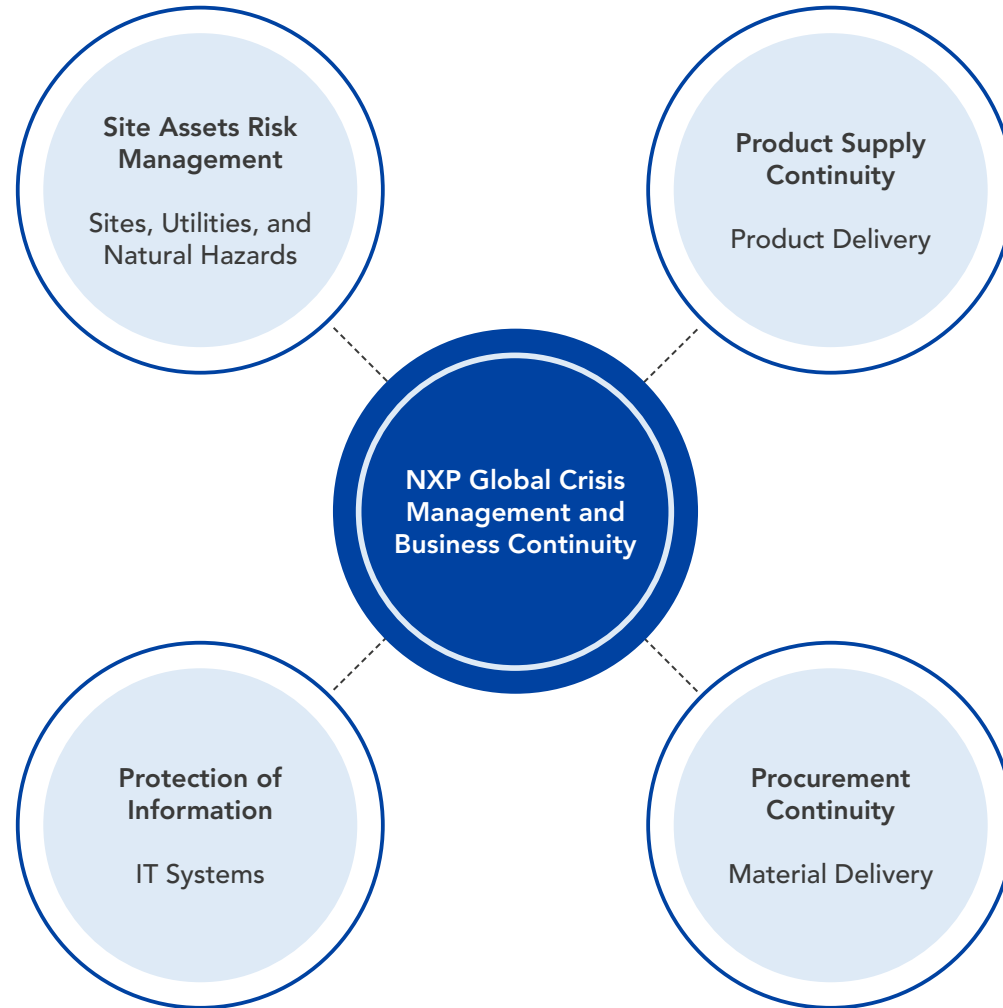 Site Assets Risk
Management
Sites, Utilities, and
Natural Hazards
Product Supply
Continuity
Product Delivery
NXP Global Crisis
Management and
Business Continuity
Protection of
Information
IT Systems
Procurement
Continuity
Material Delivery